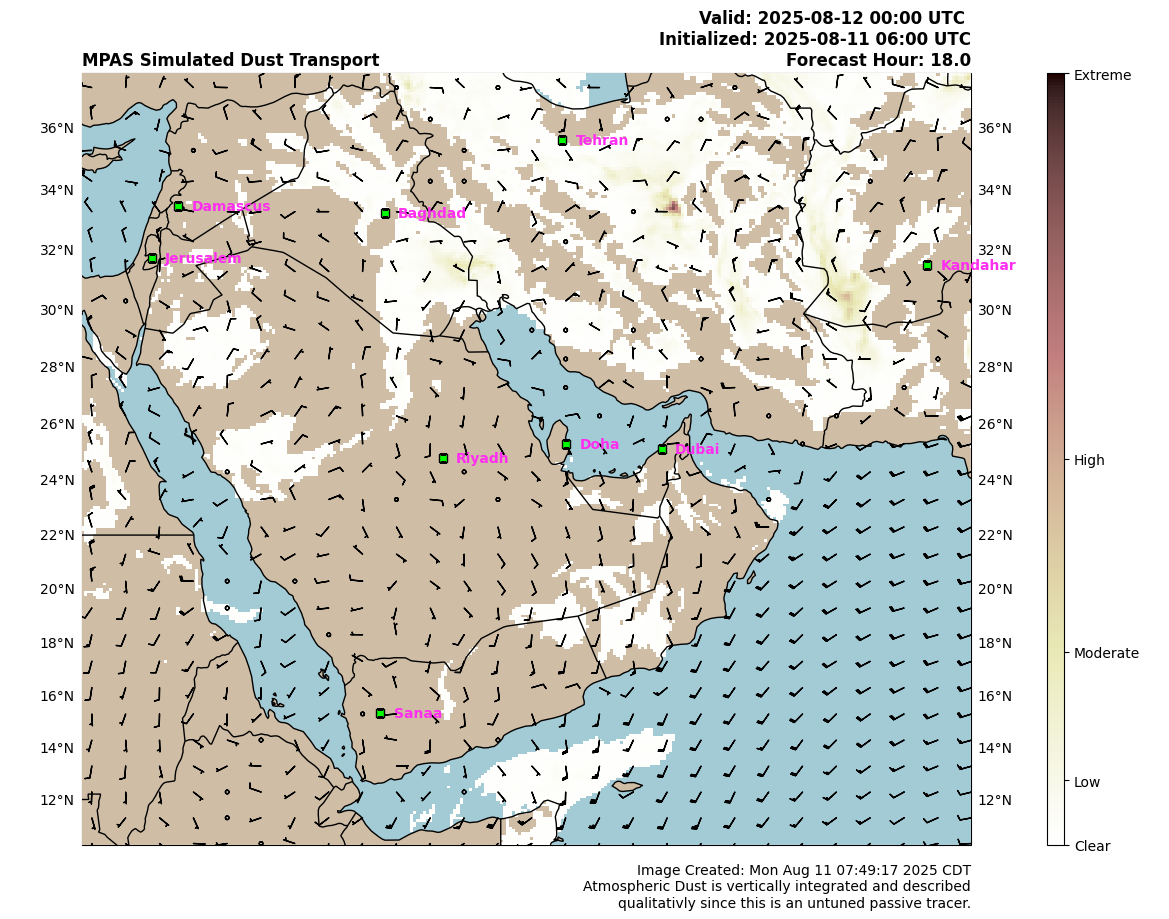 Valid: 2025-08-12 00:00 UTC
Initialized: 2025-08-11 06:00 UTC
MPAS Simulated Dust Transport
Forecast Hour: 18.0
Extreme
36°N
Tehran
36°N
34°N
34°N
Damascus
Baghdad
32°N
32°N
Jerusalem
Kandahar
30°N
30°N
28°N
28°N
26°N
26°N
Doha
Dubai
Riyadh
High
24°N
24°N
22°N
22°N
20°N
20°N
18°N
18°N
Moderate
16°N
16°N
Sanaa
14°N
14°N
Low
12°N
12°N
Clear
Image Created: Mon Aug 11 07:49:17 2025 CDT
Atmospheric Dust is vertically integrated and described
qualitativly since this is an untuned passive tracer.